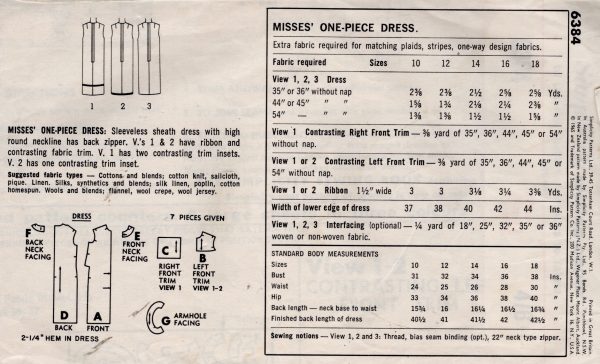 1 2 3
MISSES' ONE-PIECE DRESS: Sleeveless sheath dress with high
round neckline has back zipper. V.'s 1 & 2 have ribbon and
contrasting fabric trim. V. 1 has two contrasting trim insets.
V. 2 has one contrasting trim inset.
Suggested fabric types – Cottons and blends; cotton knit, sailcloth,
pique. Linen. Silks, synthetics and blends; silk linen, poplin, cotton
homespun. Wools and blends; flannel, wool crepe, wool jersey.
DRESS 7 PIECES GIVEN
F BACK NECK FACING
E FRONT NECK FACING
C RIGHT FRONT TRIM VIEW 1
B LEFT FRONT TRIM VIEW 1-2
D BACK
A FRONT
G ARMHOLE FACING
2-1/4" HEM IN DRESS
MISSES' ONE-PIECE DRESS.
Extra fabric required for matching plaids, stripes, one-way design fabrics.
Fabric required Sizes 10 12 14 16 18
View 1, 2, 3 Dress
35" or 36" without nap 2⅜ 2⅜ 2½ 2⅝ 2⅝ Yds.
44" or 45" " " 1⅝ 1¾ 2⅛ 2¼ 2⅜ "
54" – " " 1⅜ 1⅜ 1⅜ 1⅝ 1⅝ "
View 1 Contrasting Right Front Trim – ⅜ yard of 35", 36", 44", 45" or 54"
without nap.
View 1 or 2 Contrasting Left Front Trim – ⅜ yard of 35", 36", 44", 45" or
54" without nap.
View 1 or 2 Ribbon 1½" wide 3 3 3⅛ 3¼ 3⅜ Yds.
Width of lower edge of dress 37 38 40 42 44 Ins.
View 1, 2, 3 Interfacing (optional) – ¼ yard of 18", 25", 32", 35" or 36"
woven or non-woven fabric.
STANDARD BODY MEASUREMENTS
Sizes 10 12 14 16 18
Bust 31 32 34 36 38 Ins.
Waist 24 25 26 28 30 "
Hip 33 34 36 38 40 "
Back length – neck base to waist 15¾ 16 16¼ 16½ 16¾ "
Finished back length of dress 40½ 41 41½ 42 42½ "
Sewing notions – View 1, 2 and 3: Thread, bias seam binding (opt.), 22" neck type zipper.
6384